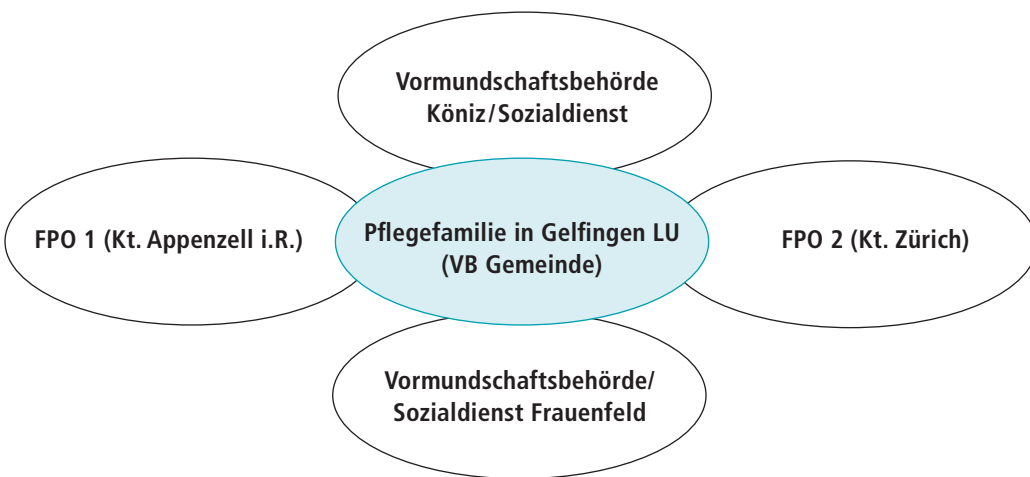 Vormundschaftsbehörde
Köniz/Sozialdienst
FPO 1 (Kt. Appenzell i.R.)
Pflegefamilie in Gelfingen LU
(VB Gemeinde)
FPO 2 (Kt. Zürich)
Vormundschaftsbehörde/
Sozialdienst Frauenfeld